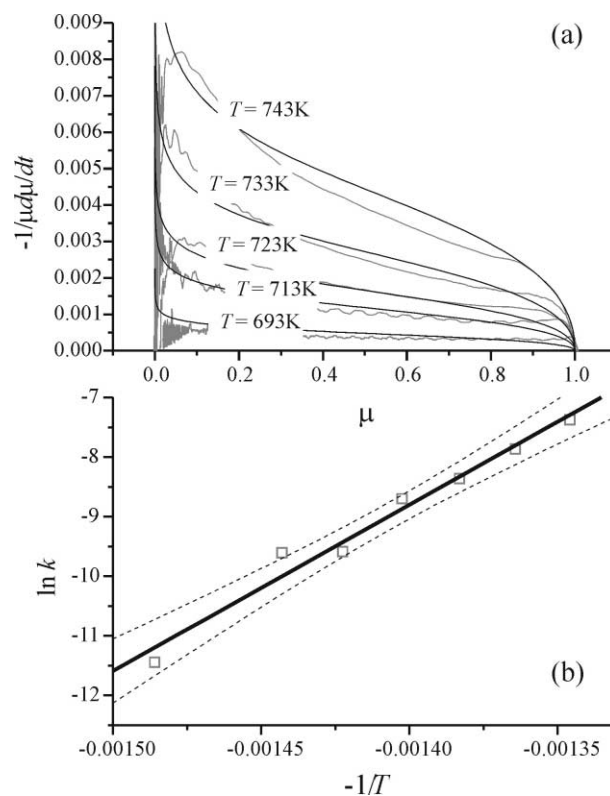 (a)
0.009
0.008
0.007
0.006
0.005
0.004
0.003
0.002
0.001
0.000
-1/μdμ/dt
T = 743K
T = 733K
T = 723K
T = 713K
T = 693K
0.0 0.2 0.4 0.6 0.8 1.0
μ
-7
-8
-9
-10
-11
-12
ln k
(b)
-0.00150 -0.00145 -0.00140 -0.00135
-1/T